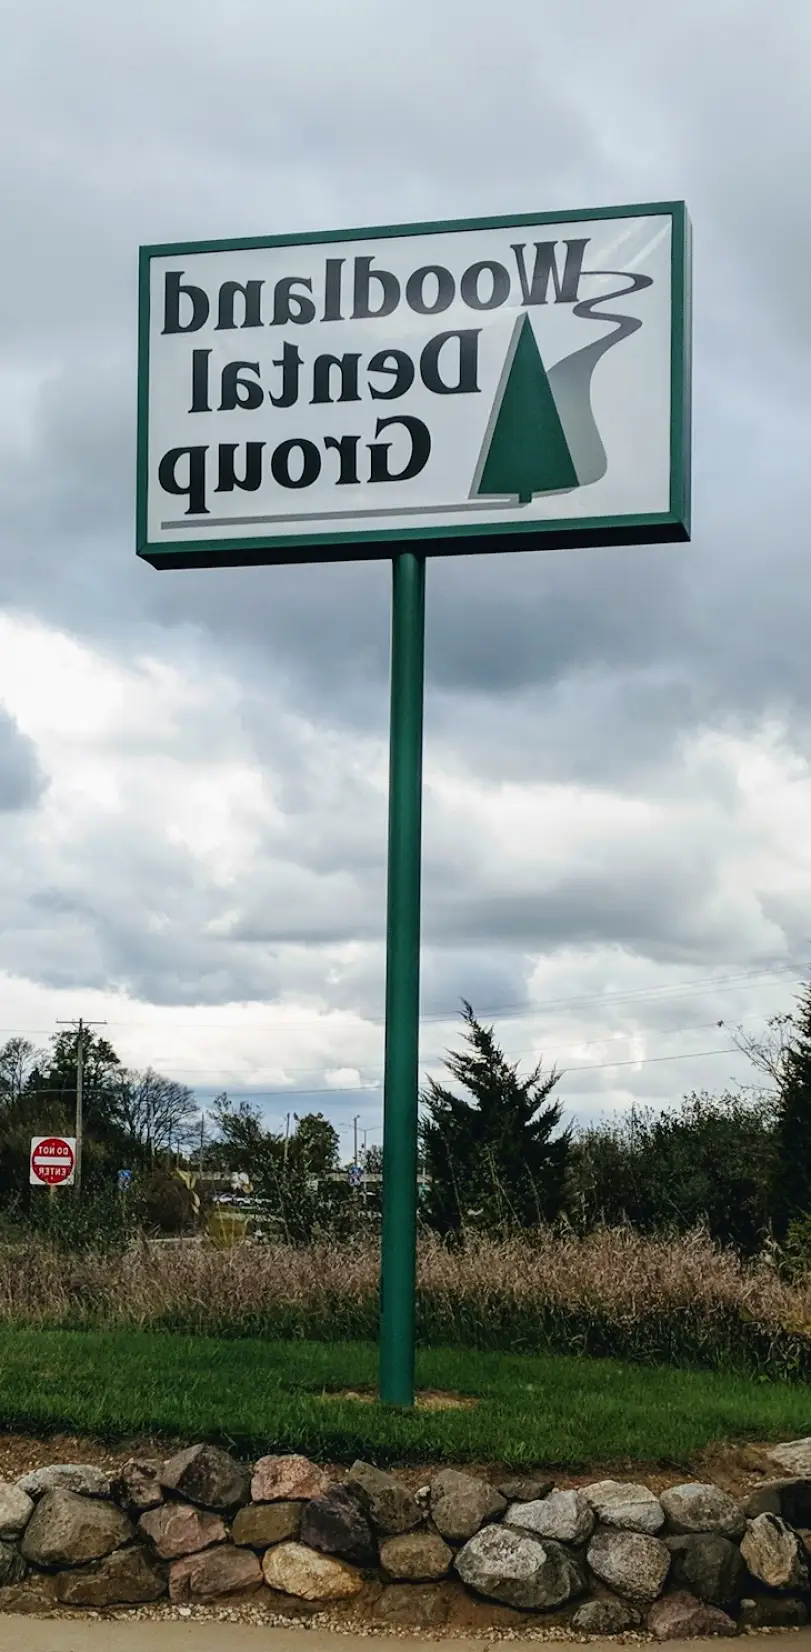 Woodland
Dental
Group
DO NOT
ENTER